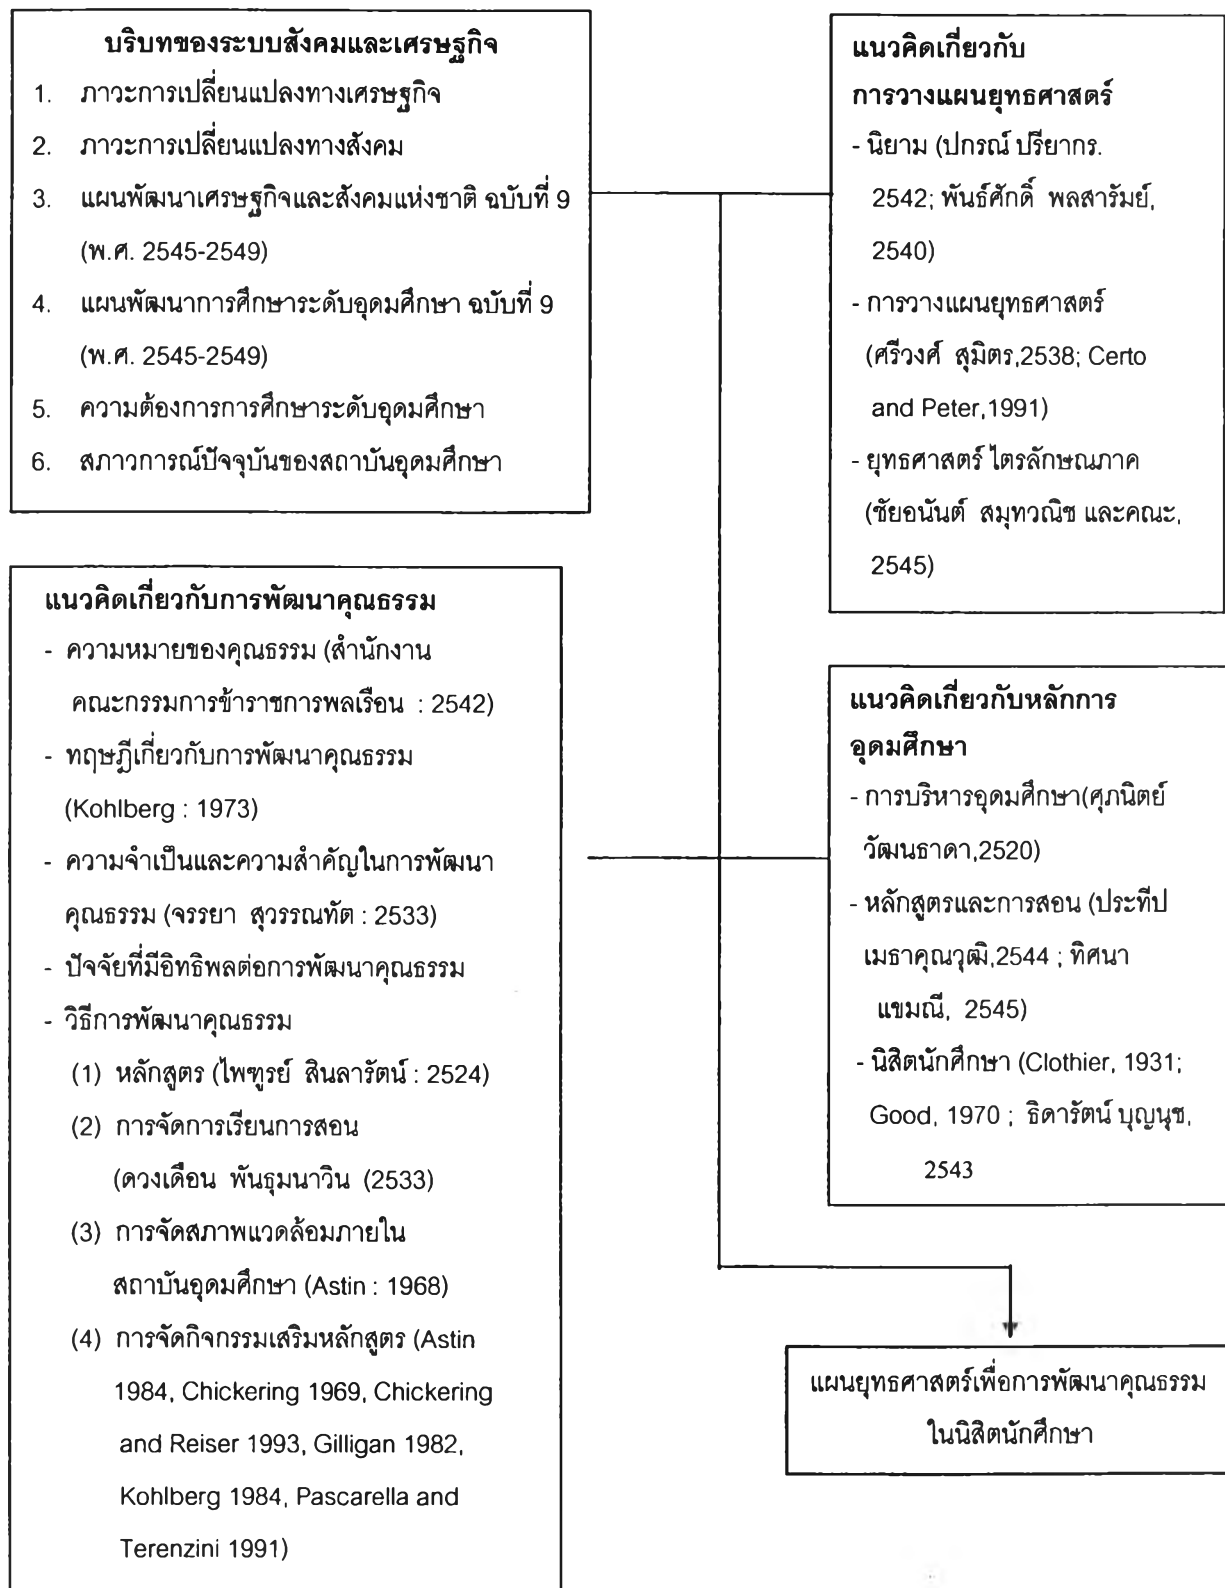 บริบทของระบบสังคมและเศรษฐกิจ
1. ภาวะการเปลี่ยนแปลงทางเศรษฐกิจ
2. ภาวะการเปลี่ยนแปลงทางสังคม
3. แผนพัฒนาเศรษฐกิจและสังคมแห่งชาติ ฉบับที่ 9
(พ.ศ. 2545-2549)
4. แผนพัฒนาการศึกษาระดับอุดมศึกษา ฉบับที่ 9
(พ.ศ. 2545-2549)
5. ความต้องการการศึกษาระดับอุดมศึกษา
6. สภาวการณ์ปัจจุบันของสถาบันอุดมศึกษา
แนวคิดเกี่ยวกับ
การวางแผนยุทธศาสตร์
- นิยาม (ปกรณ์ ปรียากร.
2542; พันธ์ศักดิ์ พลสารัมย์,
2540)
- การวางแผนยุทธศาสตร์
(ศรีวงศ์ สุมิตร,2538; Certo
and Peter,1991)
- ยุทธศาสตร์ ไตรลักษณภาค
(ชัยอนันต์ สมุทวณิช และคณะ,
2545)
แนวคิดเกี่ยวกับการพัฒนาคุณธรรม
- ความหมายของคุณธรรม (สำนักงาน
คณะกรรมการข้าราชการพลเรือน : 2542)
- ทฤษฎีเกี่ยวกับการพัฒนาคุณธรรม
(Kohlberg : 1973)
- ความจำเป็นและความสำคัญในการพัฒนา
คุณธรรม (จรรยา สุวรรณทัต : 2533)
- ปัจจัยที่มีอิทธิพลต่อการพัฒนาคุณธรรม
- วิธีการพัฒนาคุณธรรม
(1) หลักสูตร (ไพฑูรย์ สินลารัตน์ : 2524)
(2) การจัดการเรียนการสอน
(ดวงเดือน พันธุมนาวิน (2533)
(3) การจัดสภาพแวดล้อมภายใน
สถาบันอุดมศึกษา (Astin : 1968)
(4) การจัดกิจกรรมเสริมหลักสูตร (Astin
1984, Chickering 1969, Chickering
and Reiser 1993, Gilligan 1982,
Kohlberg 1984, Pascarella and
Terenzini 1991)
แนวคิดเกี่ยวกับหลักการ
อุดมศึกษา
- การบริหารอุดมศึกษา(ศุภนิตย์
วัฒนธาดา,2520)
- หลักสูตรและการสอน (ประทีป
เมธาคุณวุฒิ,2544 ; ทิศนา
แขมณี, 2545)
- นิสิตนักศึกษา (Clothier, 1931;
Good, 1970 ; ธิดารัตน์ บุญนุช,
2543
แผนยุทธศาสตร์เพื่อการพัฒนาคุณธรรม
ในนิสิตนักศึกษา